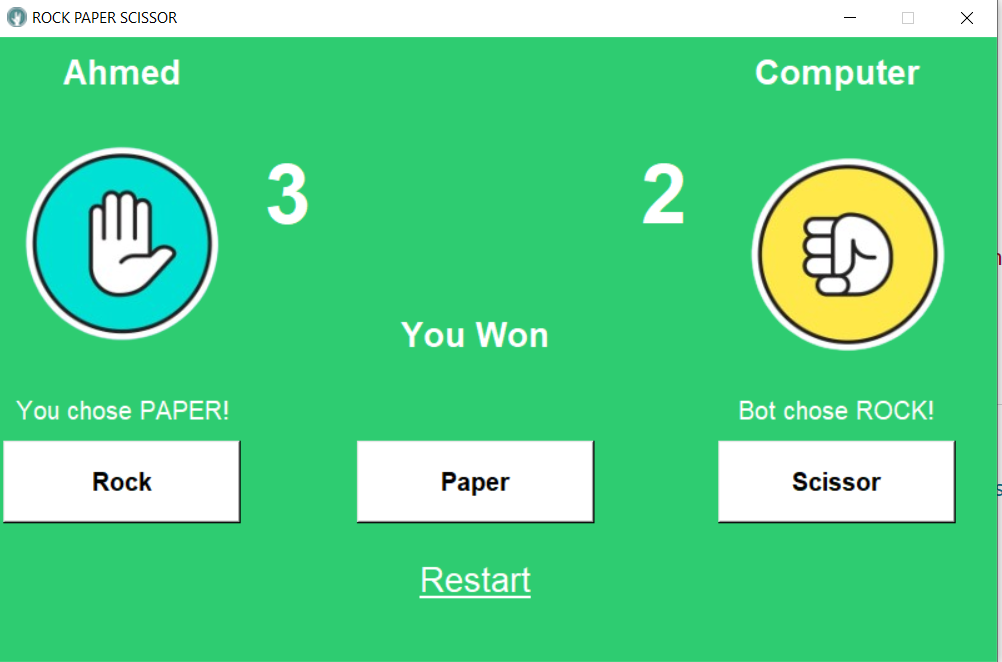 ROCK PAPER SCISSOR
Ahmed
Computer
3
2
You Won
You chose PAPER!
Bot chose ROCK!
Rock
Paper
Scissor
Restart